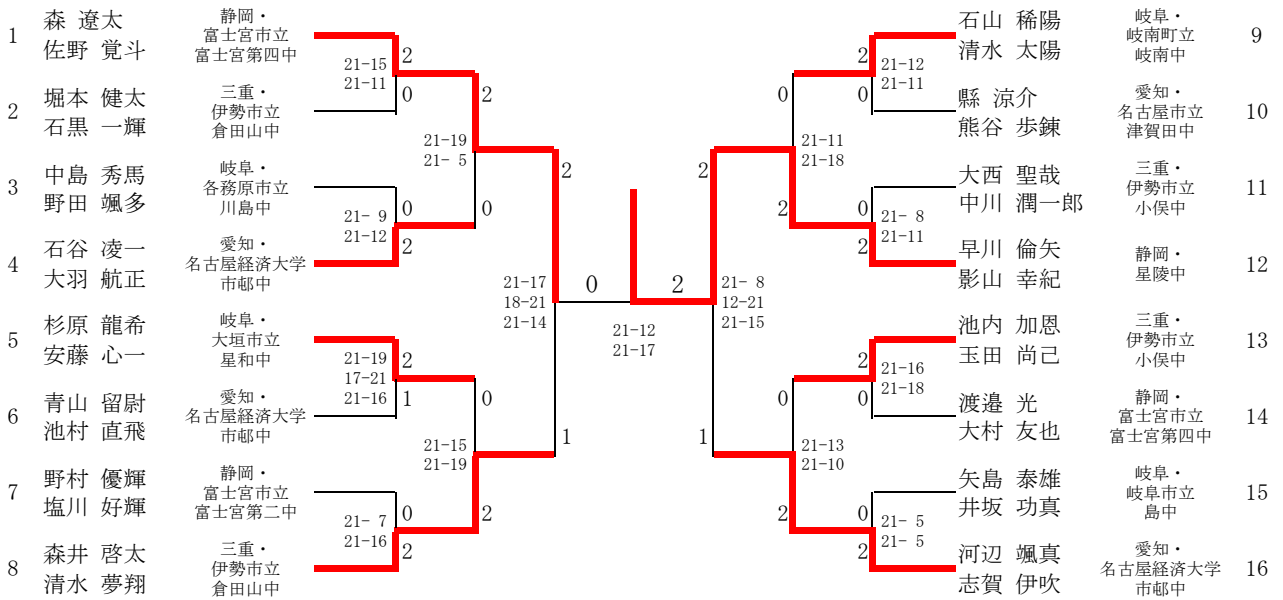 1
森 遼太
佐野 覚斗
静岡・
富士宮市立
富士宮第四中
2
堀本 健太
石黒 一輝
三重・
伊勢市立
倉田山中
3
中島 秀馬
野田 颯多
岐阜・
各務原市立
川島中
4
石谷 凌一
大羽 航正
愛知・
名古屋経済大学
市邨中
5
杉原 龍希
安藤 心一
岐阜・
大垣市立
星和中
6
青山 留尉
池村 直飛
愛知・
名古屋経済大学
市邨中
7
野村 優輝
塩川 好輝
静岡・
富士宮市立
富士宮第二中
8
森井 啓太
清水 夢翔
三重・
伊勢市立
倉田山中
2
21-15
21-11
0
0
21- 9
21-12
2
2
21-19
17-21
21-16
1
0
21- 7
21-16
2
2
21-19
21- 5
0
0
21-15
21-19
2
2
21-17
18-21
21-14
1
0
2
21-12
21-17
2
21- 8
12-21
21-15
1
0
21-11
21-18
2
0
21-13
21-10
2
2
21-12
21-11
0
0
21- 8
21-11
2
2
21-16
21-18
0
0
21- 5
21- 5
2
石山 稀陽
清水 太陽
岐阜・
岐南町立
岐南中
9
縣 涼介
熊谷 歩錬
愛知・
名古屋市立
津賀田中
10
大西 聖哉
中川 潤一郎
三重・
伊勢市立
小俣中
11
早川 倫矢
影山 幸紀
静岡・
星陵中
12
池内 加恩
玉田 尚己
三重・
伊勢市立
小俣中
13
渡邉 光
大村 友也
静岡・
富士宮市立
富士宮第四中
14
矢島 泰雄
井坂 功真
岐阜・
岐阜市立
島中
15
河辺 颯真
志賀 伊吹
愛知・
名古屋経済大学
市邨中
16